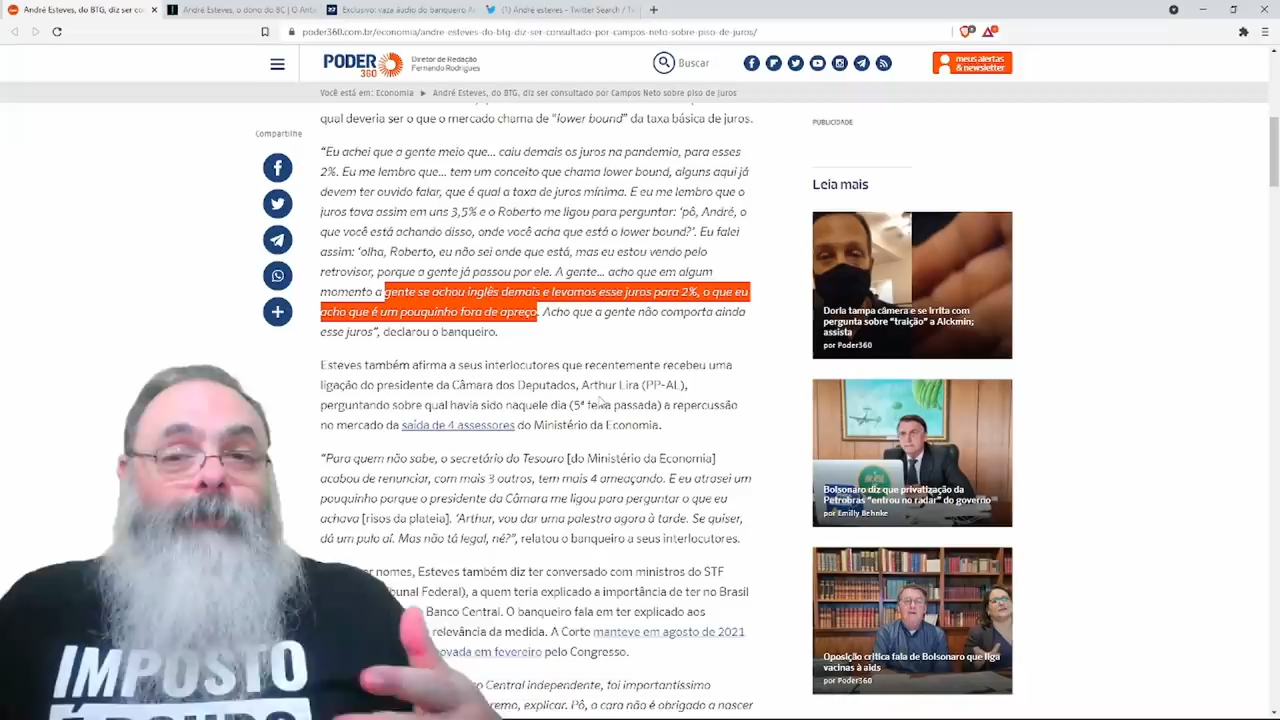 André Esteves, do BTG, diz ser co
André Esteves, o dono do BC | O Anta
Exclusivo: vaza áudo do banqueiro A
(1) André esteves - Twitter Search / Tw
poder360.com.br/economia/andre-esteves-do-btg-diz-ser-consultado-por-campos-neto-sobre-piso-de-juros/
PODER
360
Diretor de Redação
Fernando Rodrigues
Buscar
meus alertas
& newsletter
Você está em: Economia ▶ André Esteves, do BTG, diz ser consultado por Campos Neto sobre piso de juros
Compartilhe
qual deveria ser o que o mercado chama de “lower bound” da taxa básica de juros.
“Eu achei que a gente meio que... caiu demais os juros na pandemia, para esses
2%. Eu me lembro que... tem um conceito que chama lower bound, alguns aqui já
devem ter ouvido falar, que é qual a taxa de juros mínima. E eu me lembro que o
juros tava assim em uns 3,5% e o Roberto me ligou para perguntar: ‘pô, André, o
que você está achando disso, onde você acha que está o lower bound?’. Eu falei
assim: ‘olha, Roberto, eu não sei onde que está, mas eu estou vendo pelo
retrovisor, porque a gente já passou por ele. A gente... acho que em algum
momento a gente se achou inglês demais e levamos esse juros para 2%, o que eu
acho que é um pouquinho fora de apreço. Acho que a gente não comporta ainda
esse juros”, declarou o banqueiro.
Esteves também afirma a seus interlocutores que recentemente recebeu uma
ligação do presidente da Câmara dos Deputados, Arthur Lira (PP-AL),
perguntando sobre qual havia sido naquele dia (5ª feira passada) a repercussão
no mercado da saída de 4 assessores do Ministério da Economia.
“Para quem não sabe, o secretário do Tesouro [do Ministério da Economia]
acabou de renunciar, com mais 3 outros, tem mais 4 ameaçando. E eu atrasei um
pouquinho porque o presidente da Câmara me ligou para perguntar o que eu
achava [risos da plateia]. ‘Arthur, vou dar uma palestra agora à tarde. Se quiser,
dá um pulo aí. Mas não tá legal, né?”, relatou o banqueiro a seus interlocutores.
er nomes, Esteves também diz ter conversado com ministros do STF
unal Federal), a quem teria explicado a importância de ter no Brasil
Banco Central. O banqueiro fala em ter explicado aos
relevância da medida. A Corte manteve em agosto de 2021
ovada em fevereiro pelo Congresso.
Central independente, foi importantíssimo
remo, explicar. Pô, a cara não é obrigado a nascer
PUBLICIDADE
Leia mais
Doria tampa câmera e se irrita com
pergunta sobre “traição” a Alckmin;
assista
por Poder360
Bolsonaro diz que privatização da
Petrobras “entrou no radar” do governo
por Emilly Behnke
Oposição critica fala de Bolsonaro que liga
vacinas à aids
por Poder360
IMPOSTO